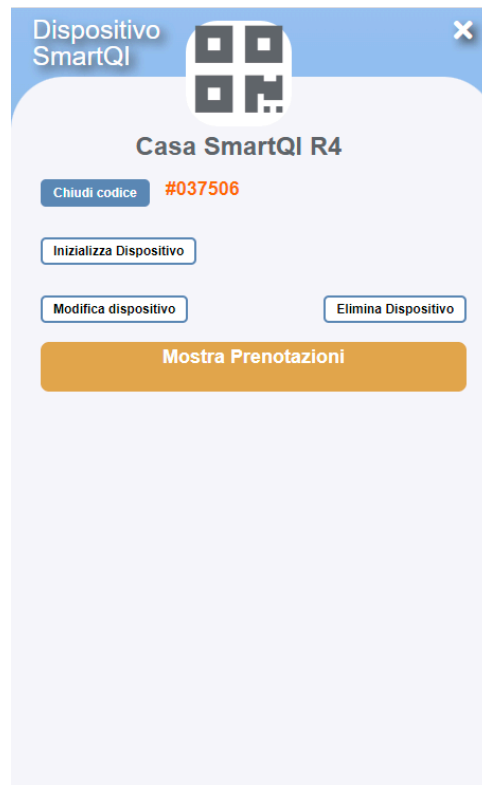 Dispositivo
SmartQI
Casa SmartQI R4
Chiudi codice #037506
Inizializza Dispositivo
Modifica dispositivo Elimina Dispositivo
Mostra Prenotazioni